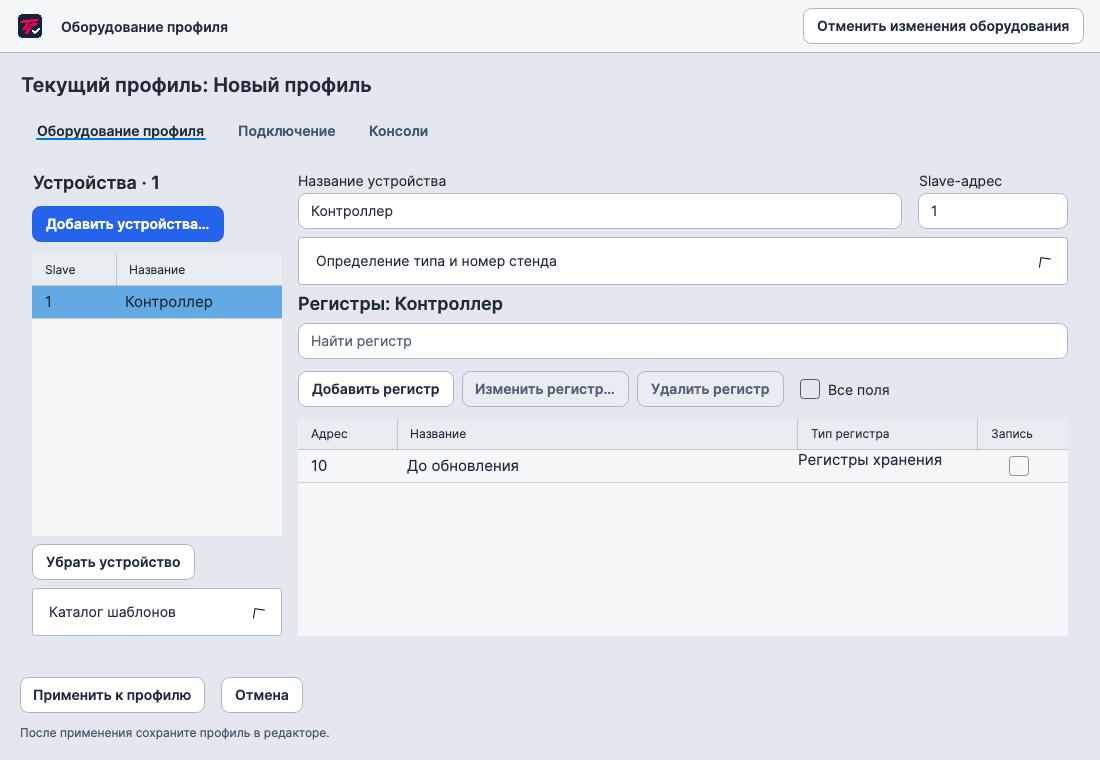 Оборудование профиля
Отменить изменения оборудования
Текущий профиль: Новый профиль
Оборудование профиля
Подключение
Консоли
Устройства · 1
Добавить устройства...
Slave
Название
1
Контроллер
Убрать устройство
Каталог шаблонов
Название устройства
Slave-адрес
Контроллер
1
Определение типа и номер стенда
Регистры: Контроллер
Найти регистр
Добавить регистр
Изменить регистр...
Удалить регистр
Все поля
Адрес
Название
Тип регистра
Запись
10
До обновления
Регистры хранения
Применить к профилю
Отмена
После применения сохраните профиль в редакторе.